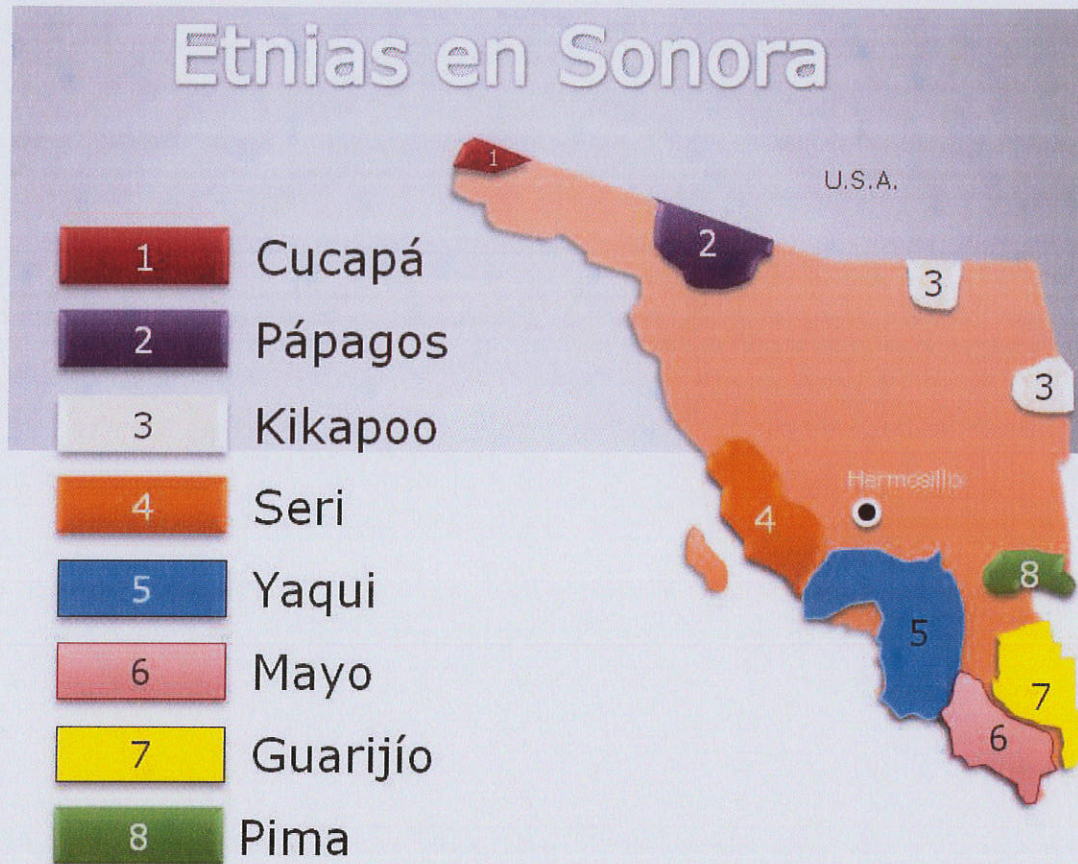 Etnias en Sonora
U.S.A.
1 Cucapá
2 Pápagos
3 Kikapoo
4 Seri
5 Yaqui
6 Mayo
7 Guarijío
8 Pima
1
2
3
3
Hermosillo
4
8
5
7
6